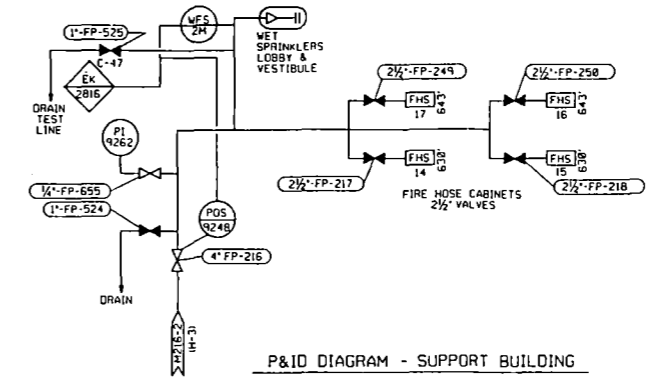 1"-FP-525
WFS
2M
WET
SPRINKLERS
LOBBY &
VESTIBULE
C-47
EK
2816
DRAIN
TEST
LINE
2½"-FP-249
FHS
17
643'
2½"-FP-250
FHS
16
643'
PI
9262
FHS
14
630'
FHS
15
630'
¼"-FP-655
2½"-FP-217
FIRE HOSE CABINETS
2½" VALVES
2½"-FP-218
1"-FP-524
POS
9248
4" FP-216
DRAIN
M216-2
(H-3)
P&ID DIAGRAM - SUPPORT BUILDING